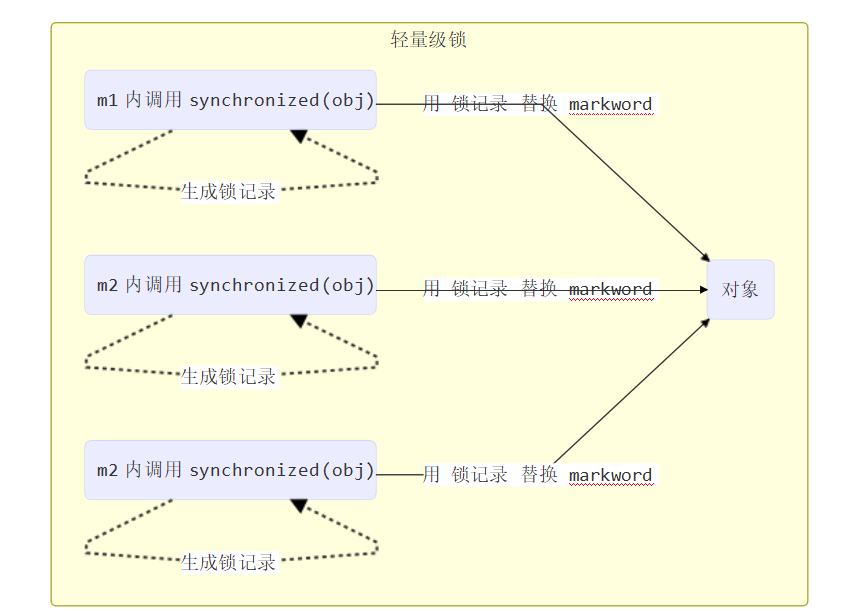 轻量级锁
m1 内调用 synchronized(obj)
用 锁记录 替换 markword
生成锁记录
m2 内调用 synchronized(obj)
用 锁记录 替换 markword
对象
生成锁记录
m2 内调用 synchronized(obj)
用 锁记录 替换 markword
生成锁记录